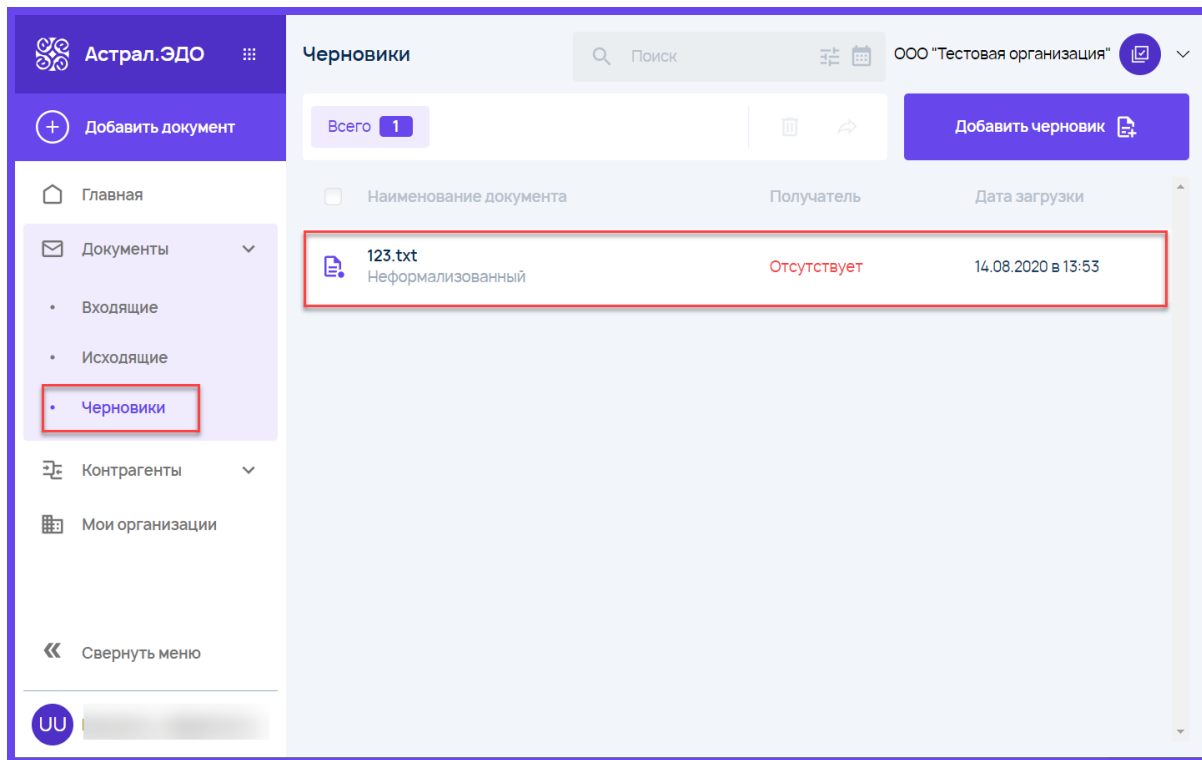 Астрал.ЭДО
Черновики
Поиск
ООО "Тестовая организация"
Добавить документ
Всего 1
Добавить черновик
Главная
Наименование документа
Получатель
Дата загрузки
Документы
123.txt
Неформализованный
Отсутствует
14.08.2020 в 13:53
Входящие
Исходящие
Черновики
Контрагенты
Мои организации
Свернуть меню
UU